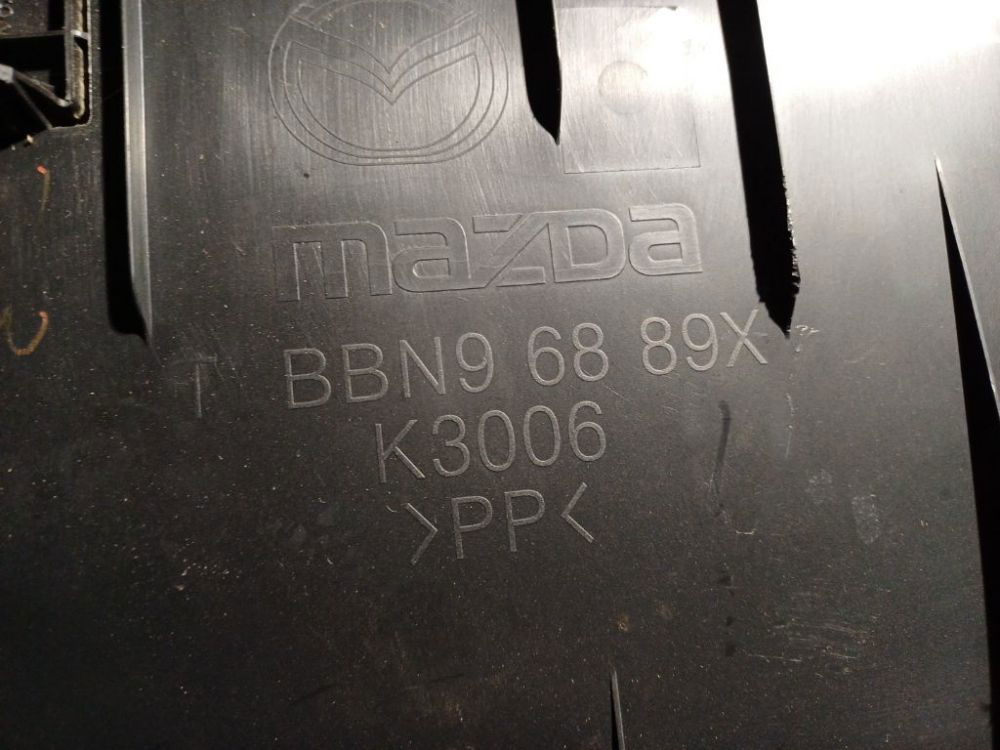 mazda
T BBN9 68 89X
K3006
>PP<